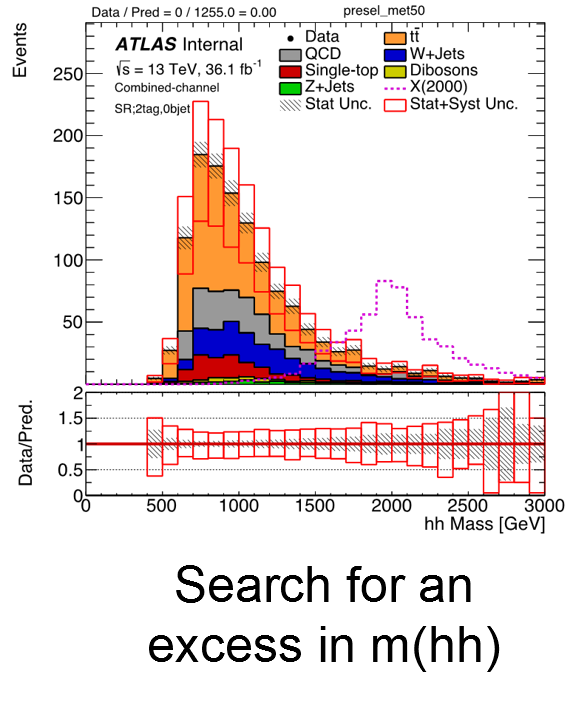 Data / Pred = 0 / 1255.0 = 0.00
presel_met50
Events
ATLAS Internal
√s = 13 TeV, 36.1 fb⁻¹
Combined-channel
SR;2tag,0bjet
Data
tt̄
QCD
W+Jets
Single-top
Dibosons
Z+Jets
X(2000)
Stat Unc.
Stat+Syst Unc.
250
200
150
100
50
Data/Pred.
2
1.5
1
0.5
0
0 500 1000 1500 2000 2500 3000
hh Mass [GeV]
Search for an
excess in m(hh)